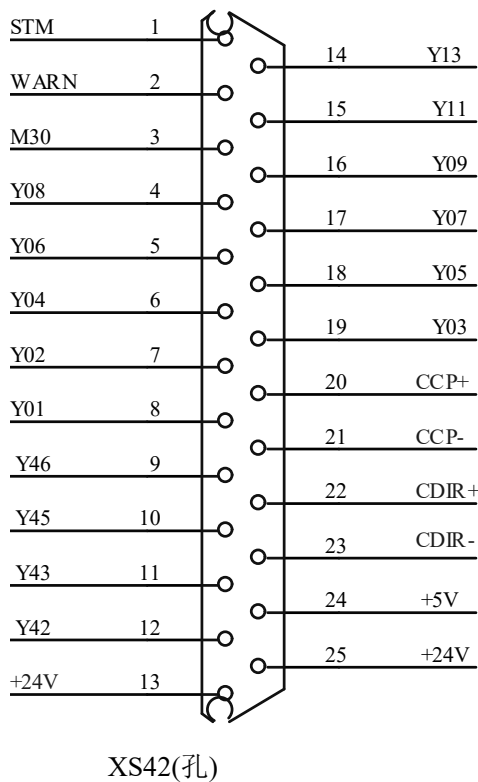 STM 1
14 Y13
WARN 2
15 Y11
M30 3
16 Y09
Y08 4
17 Y07
Y06 5
18 Y05
Y04 6
19 Y03
Y02 7
20 CCP+
Y01 8
21 CCP-
Y46 9
22 CDIR+
Y45 10
23 CDIR-
Y43 11
24 +5V
Y42 12
25 +24V
+24V 13
XS42(孔)